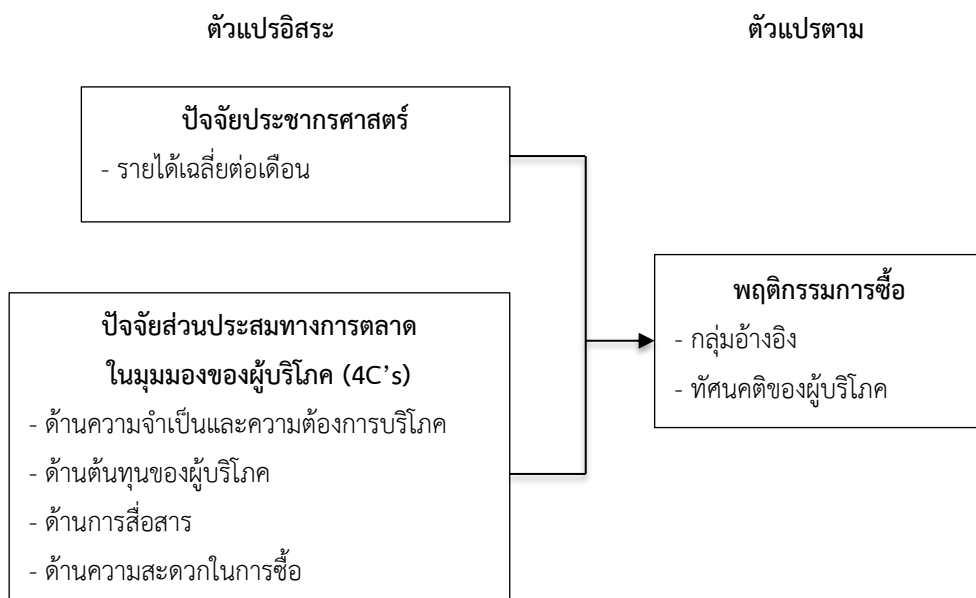 ตัวแปรอิสระ
ตัวแปรตาม
ปัจจัยประชากรศาสตร์
- รายได้เฉลี่ยต่อเดือน
ปัจจัยส่วนประสมทางการตลาด
ในมุมมองของผู้บริโภค (4C’s)
- ด้านความจำเป็นและความต้องการบริโภค
- ด้านต้นทุนของผู้บริโภค
- ด้านการสื่อสาร
- ด้านความสะดวกในการซื้อ
พฤติกรรมการซื้อ
- กลุ่มอ้างอิง
- ทัศนคติของผู้บริโภค